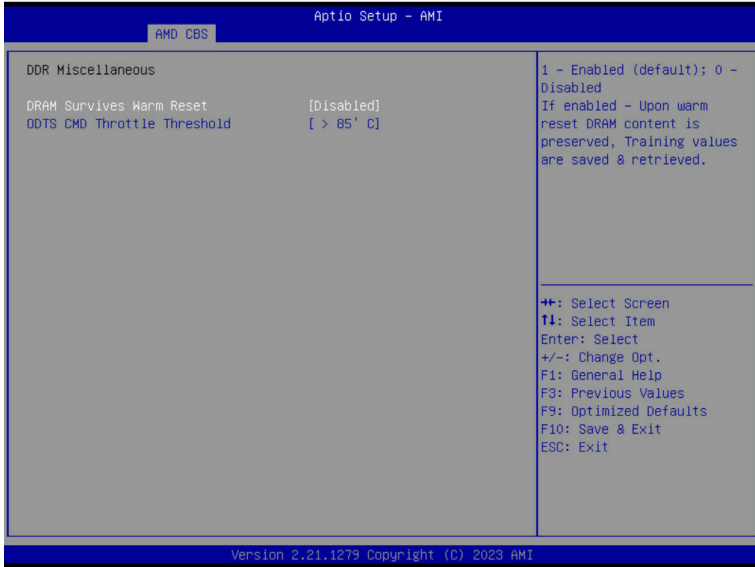 Aptio Setup - AMI
AMD CBS
DDR Miscellaneous
DRAM Survives Warm Reset [Disabled]
ODTS CMD Throttle Threshold [ > 85' C]
1 - Enabled (default); 0 -
Disabled
If enabled - Upon warm
reset DRAM content is
preserved, Training values
are saved & retrieved.
→←: Select Screen
↑↓: Select Item
Enter: Select
+/-: Change Opt.
F1: General Help
F3: Previous Values
F9: Optimized Defaults
F10: Save & Exit
ESC: Exit
Version 2.21.1279 Copyright (C) 2023 AMI